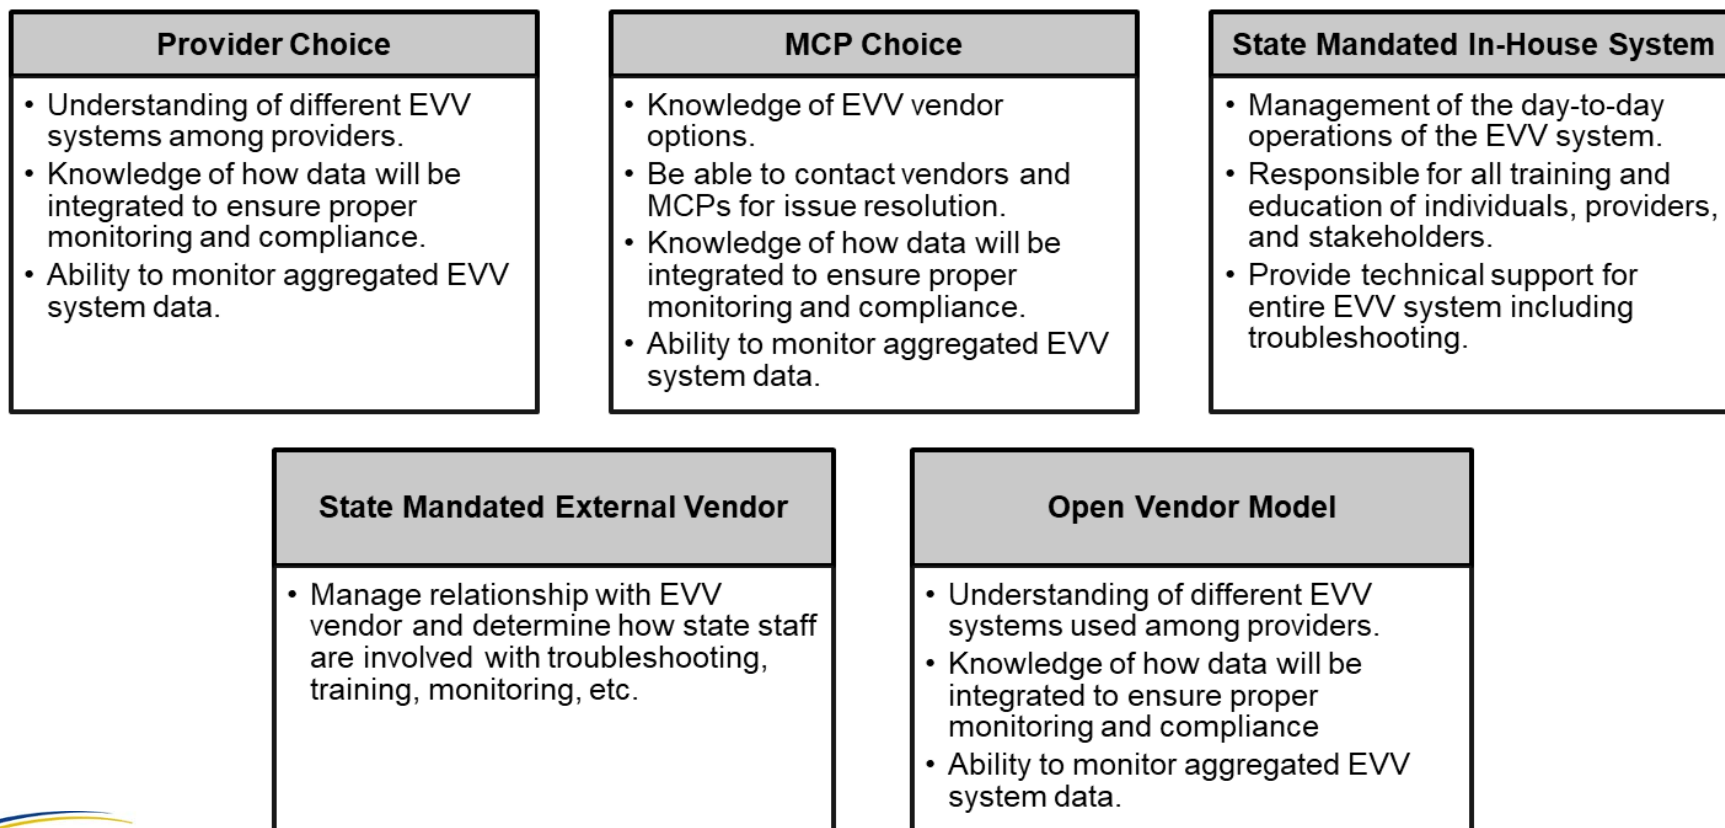 Provider Choice
• Understanding of different EVV
systems among providers.
• Knowledge of how data will be
integrated to ensure proper
monitoring and compliance.
• Ability to monitor aggregated EVV
system data.
MCP Choice
• Knowledge of EVV vendor
options.
• Be able to contact vendors and
MCPs for issue resolution.
• Knowledge of how data will be
integrated to ensure proper
monitoring and compliance.
• Ability to monitor aggregated EVV
system data.
State Mandated In-House System
• Management of the day-to-day
operations of the EVV system.
• Responsible for all training and
education of individuals, providers,
and stakeholders.
• Provide technical support for
entire EVV system including
troubleshooting.
State Mandated External Vendor
• Manage relationship with EVV
vendor and determine how state staff
are involved with troubleshooting,
training, monitoring, etc.
Open Vendor Model
• Understanding of different EVV
systems used among providers.
• Knowledge of how data will be
integrated to ensure proper
monitoring and compliance
• Ability to monitor aggregated EVV
system data.